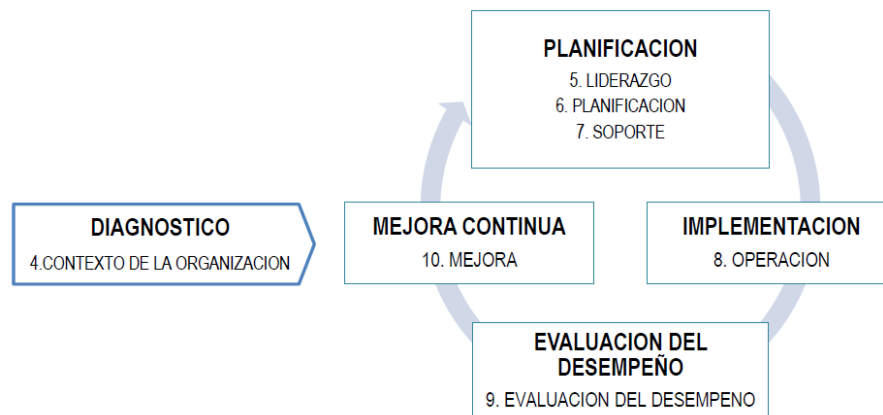 PLANIFICACION
5. LIDERAZGO
6. PLANIFICACION
7. SOPORTE
DIAGNOSTICO
4.CONTEXTO DE LA ORGANIZACION
MEJORA CONTINUA
10. MEJORA
IMPLEMENTACION
8. OPERACION
EVALUACION DEL
DESEMPEÑO
9. EVALUACION DEL DESEMPENO